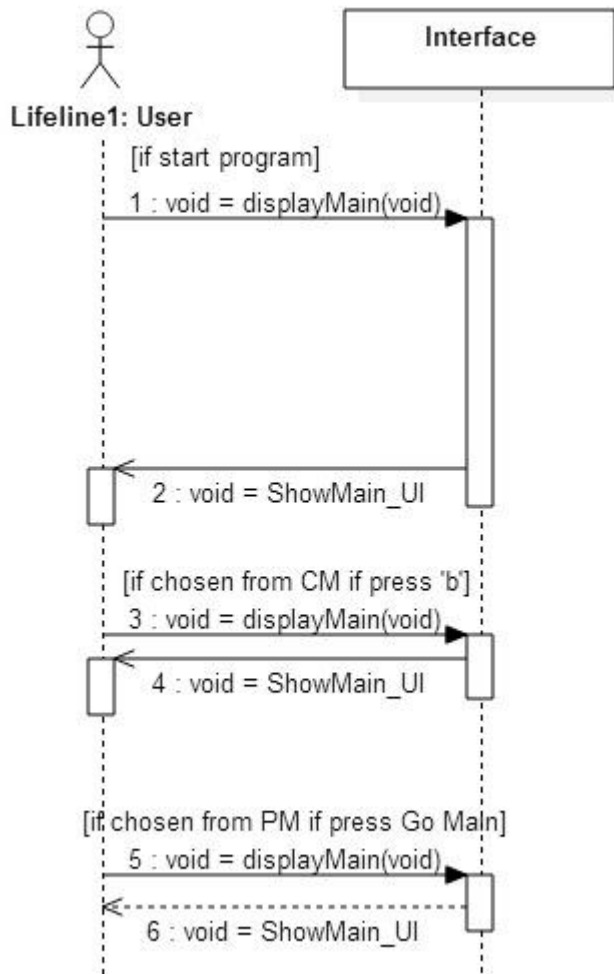 Interface
Lifeline1: User
[if start program]
1 : void = displayMain(void)
2 : void = ShowMain_UI
[if chosen from CM if press 'b']
3 : void = displayMain(void)
4 : void = ShowMain_UI
[if chosen from PM if press Go Main]
5 : void = displayMain(void)
6 : void = ShowMain_UI